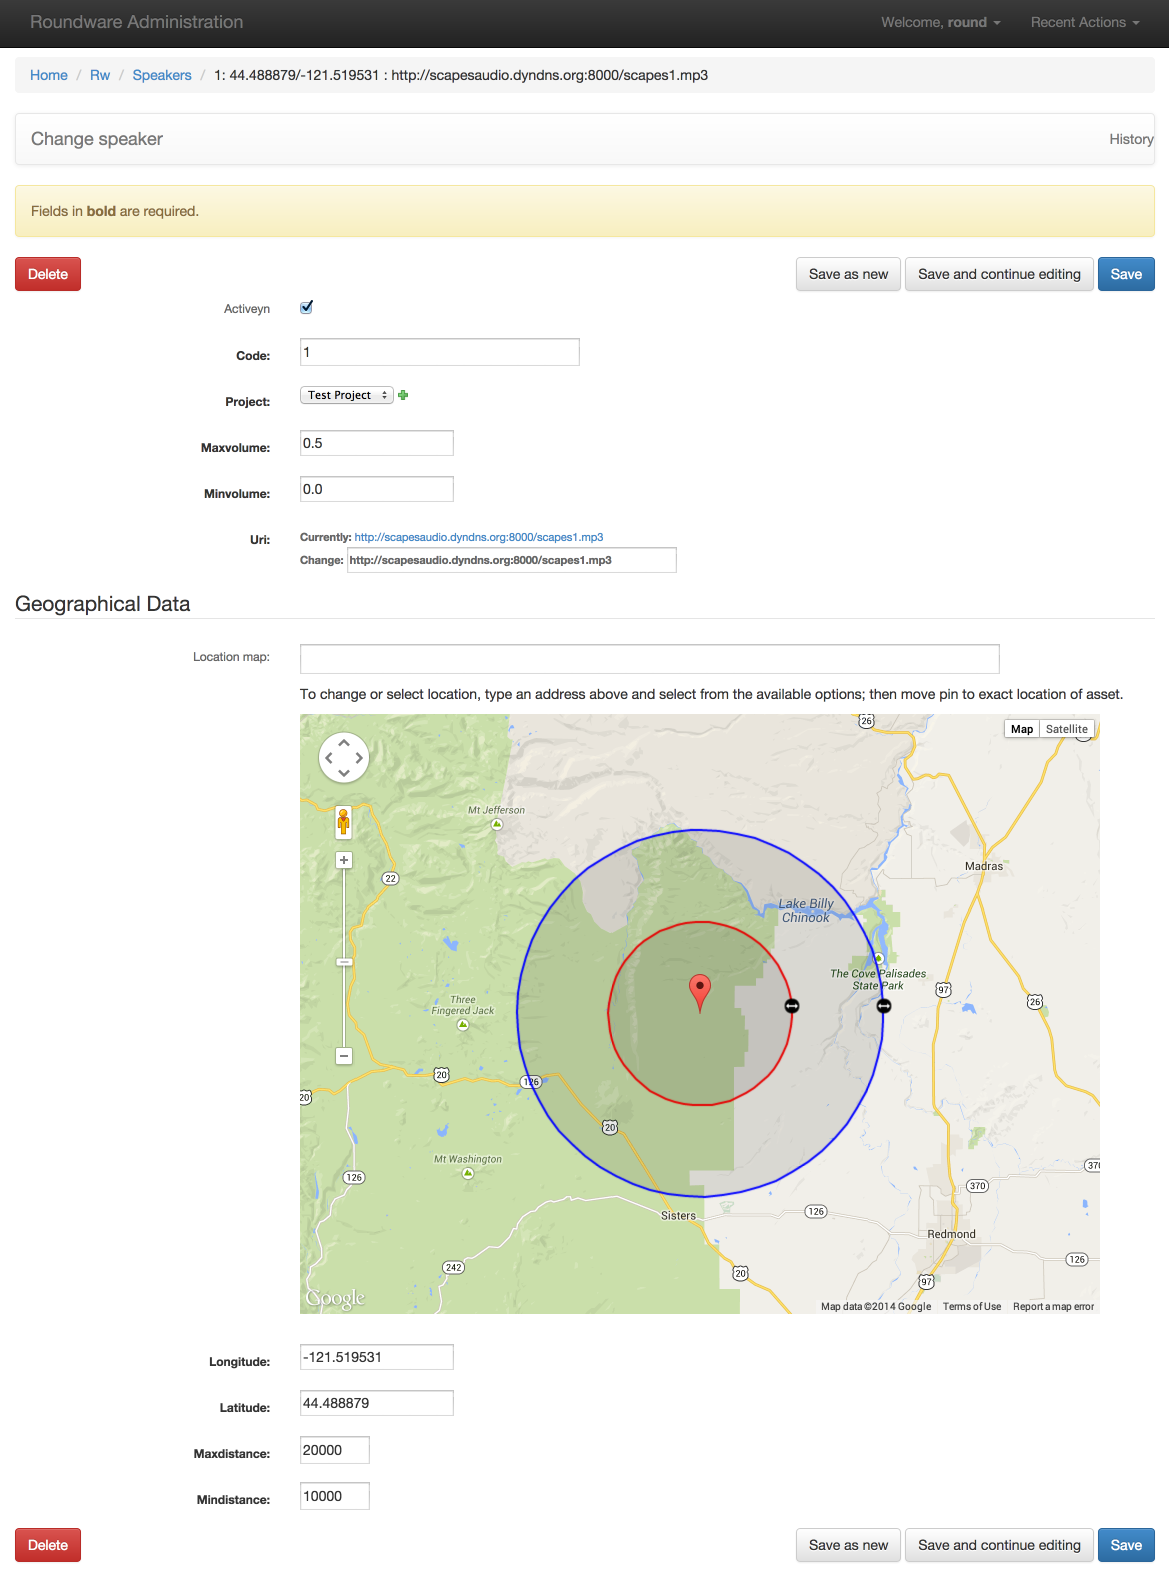 Roundware Administration
Welcome, round
Recent Actions
Home / Rw / Speakers / 1: 44.488879/-121.519531 : http://scapesaudio.dyndns.org:8000/scapes1.mp3
Change speaker
History
Fields in bold are required.
Delete
Save as new
Save and continue editing
Save
Activeyn
Code:
1
Project:
Test Project
Maxvolume:
0.5
Minvolume:
0.0
Uri:
Currently: http://scapesaudio.dyndns.org:8000/scapes1.mp3
Change: http://scapesaudio.dyndns.org:8000/scapes1.mp3
Geographical Data
Location map:
To change or select location, type an address above and select from the available options; then move pin to exact location of asset.
26
Map
Satellite
Mt Jefferson
Madras
22
Lake Billy
Chinook
The Cove Palisades
State Park
97
26
Three
Fingered Jack
20
126
20
20
Mt Washington
126
370
370
Sisters
126
Redmond
242
20
97
126
Google
Map data ©2014 Google
Terms of Use
Report a map error
Longitude:
-121.519531
Latitude:
44.488879
Maxdistance:
20000
Mindistance:
10000
Delete
Save as new
Save and continue editing
Save